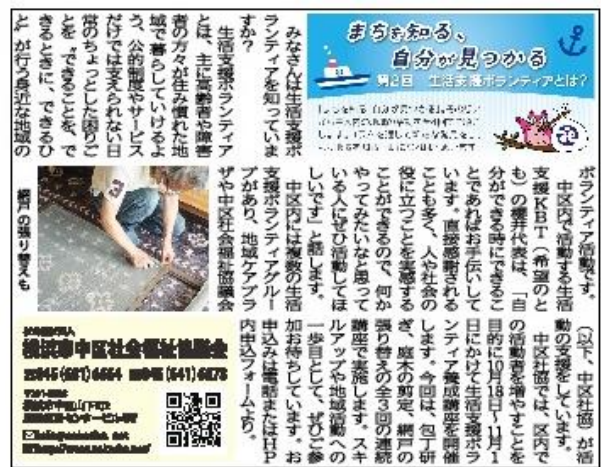 まちを知る、
自分が見つかる
第2回 生活支援ボランティアとは?
みなさんは生活支援ボ
ランティアを知っていま
すか?
生活支援ボランティア
とは、主に高齢者や障害
者の方々が住み慣れた地
域で暮らしていけるよ
う、公的制度やサービス
だけでは支えられない日
常のちょっとした困りご
とを〝できることを、で
きるときに、できるひ
と〟が行う身近な地域の
ボランティア活動です。
中区内で活動する生活
支援KBT(希望のと
も)の櫻井代表は、「自
分ができる時にできるこ
とであればお手伝いして
います。直接感謝される
ことも多く、人や社会の
役に立つことを実感する
ことができるので、何か
やってみたいなと思って
いる人にぜひ活動してほ
しいです」と話します。
中区内には複数の生活
支援ボランティアグルー
プがあり、地域ケアプラ
ザや中区社会福祉協議会
(以下、中区社協)が活
動の支援をしています。
中区社協では、区内で
の活動者を増やすことを
目的に10月18日・11月1
日にかけて生活支援ボラ
ンティア養成講座を開催
します。今回は、包丁研
ぎ、庭木の剪定、網戸の
張り替えの全3回の連続
講座で実施します。スキ
ルアップや地域活動への
一歩目として、ぜひご参
加お待ちしています。お
申込みは電話またはHP
内申込フォームより。
網戸の張り替えも
横浜市中区社会福祉協議会